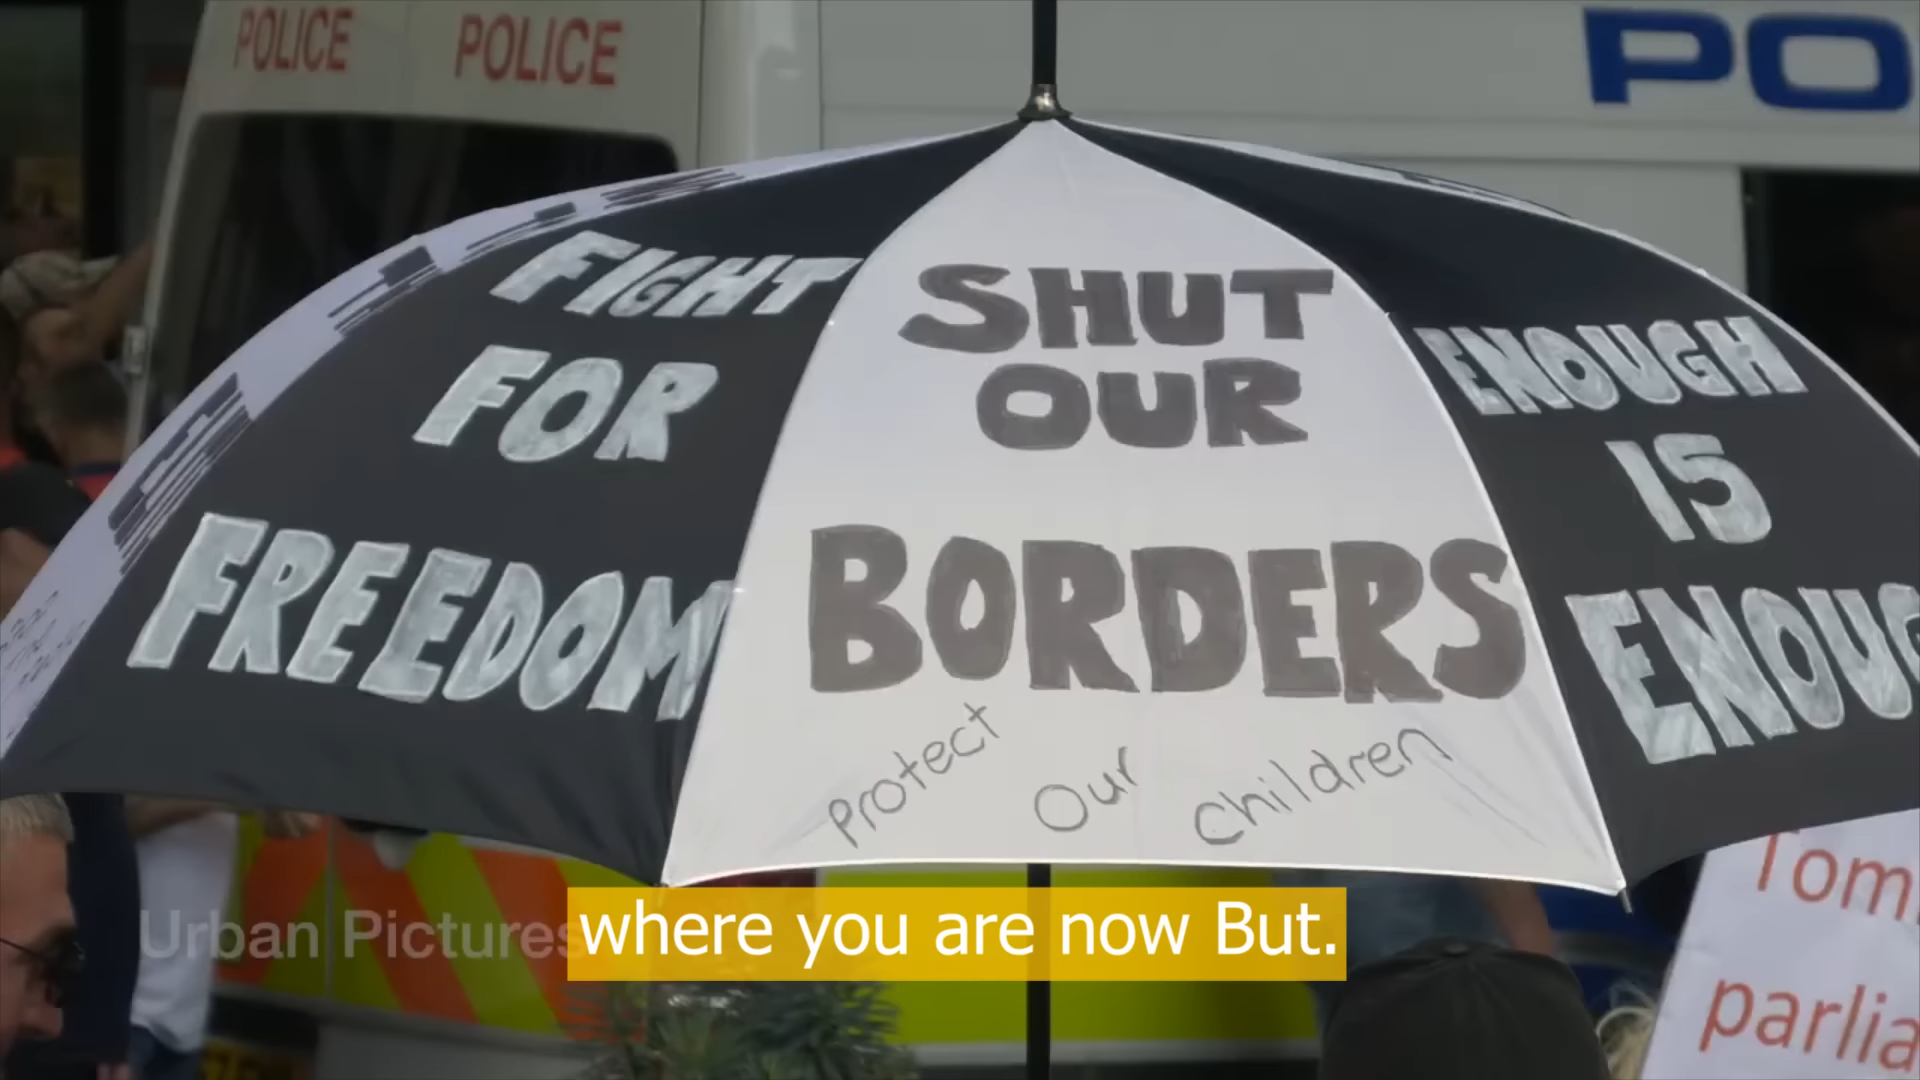 POLICE POLICE
PO
FIGHT
FOR
FREEDOM
SHUT
OUR
BORDERS
protect our children
ENOUGH
IS
ENOUG
Tom
parlia
Urban Pictures
where you are now But.